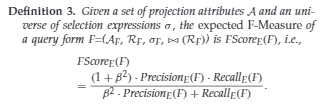 Definition 3. Given a set of projection attributes A and an uni-
verse of selection expressions σ, the expected F-Measure of
a query form F=(A_F, R_F, σ_F, ⋈ (R_F)) is FScore_E(F), i.e.,
FScore_E(F)
= (1 + β²) · Precision_E(F) · Recall_E(F) / β² · Precision_E(F) + Recall_E(F) .